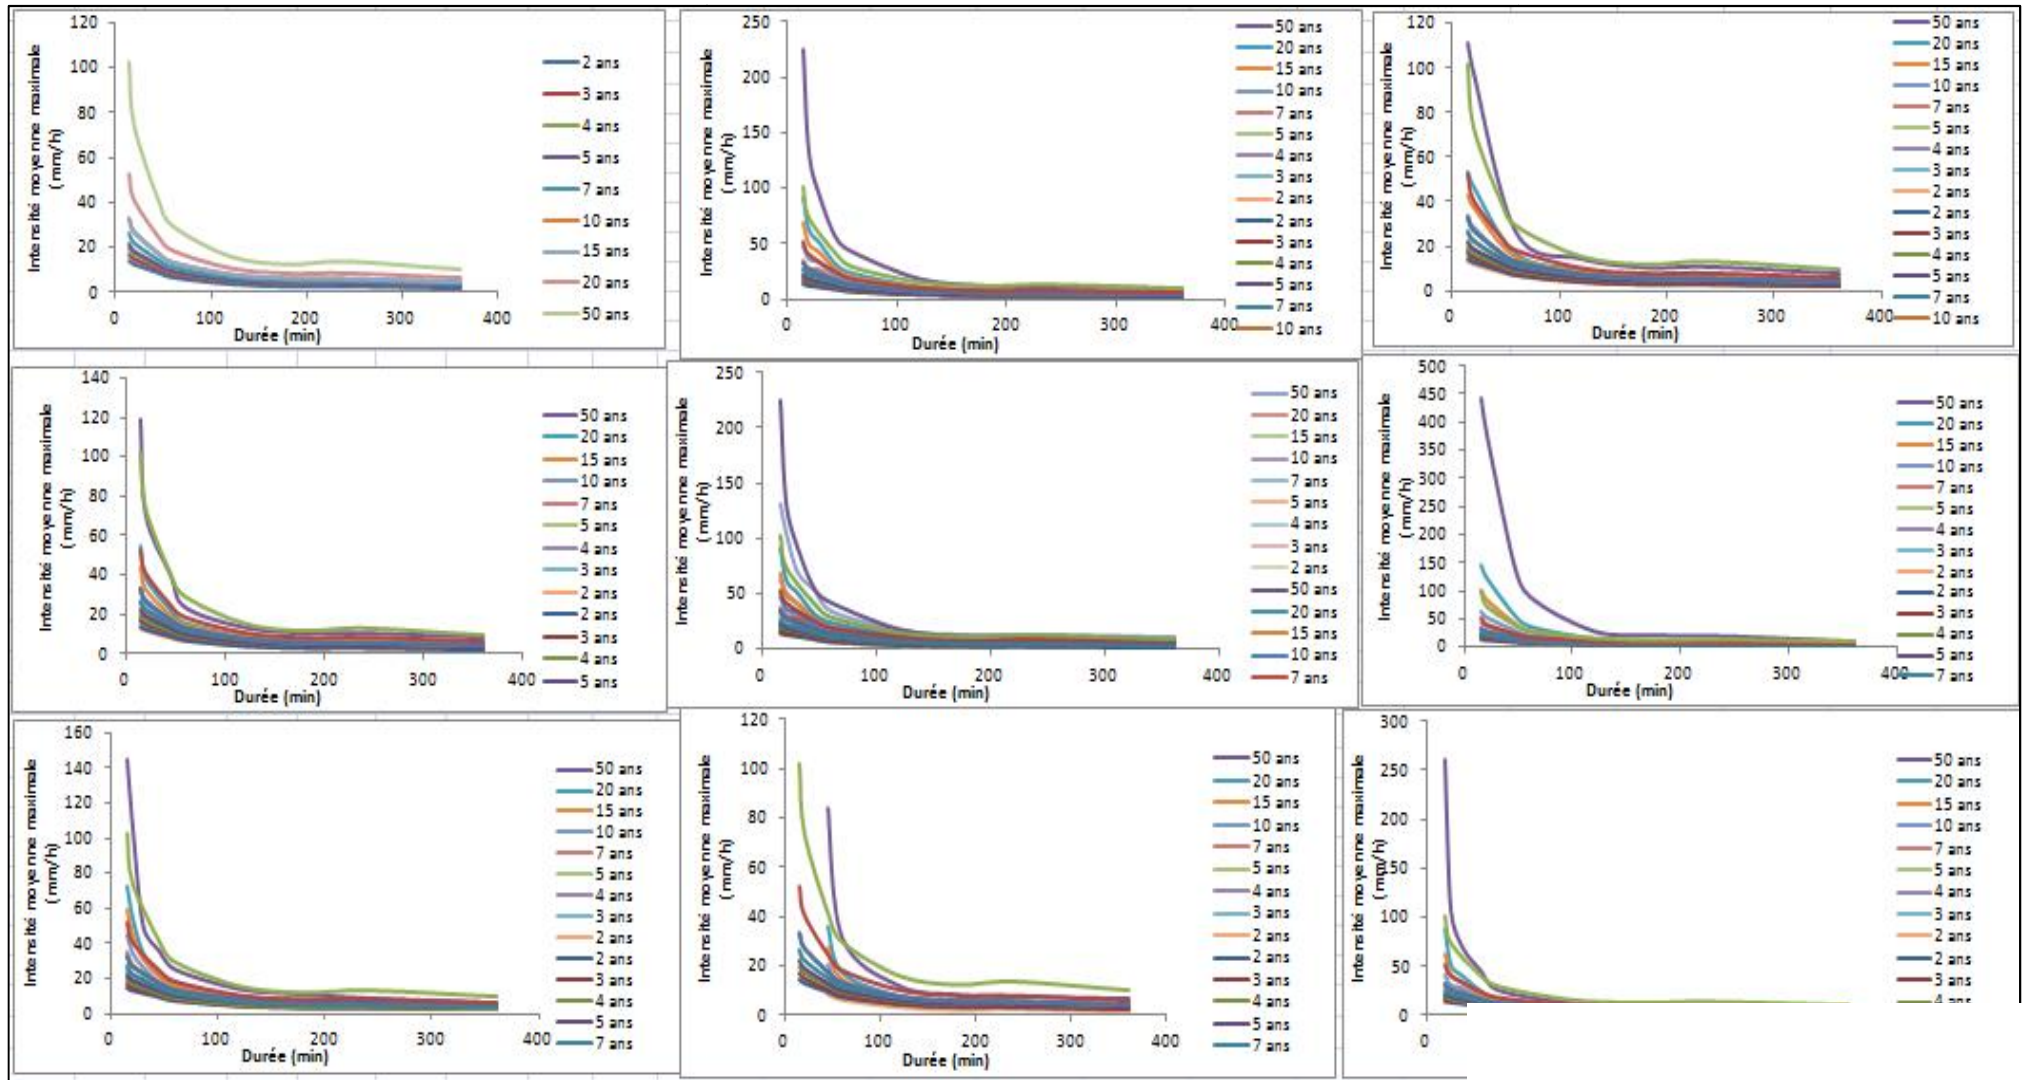 Intensité moyenne maximale
(mm/h)
120
100
80
60
40
20
0
0 100 200 300 400
Durée (min)
2 ans
3 ans
4 ans
5 ans
7 ans
10 ans
15 ans
20 ans
50 ans
Intensité moyenne maximale
(mm/h)
250
200
150
100
50
0
0 100 200 300 400
Durée (min)
50 ans
20 ans
15 ans
10 ans
7 ans
5 ans
4 ans
3 ans
2 ans
2 ans
3 ans
4 ans
5 ans
7 ans
10 ans
Intensité moyenne maximale
(mm/h)
120
100
80
60
40
20
0
0 100 200 300 400
Durée (min)
50 ans
20 ans
15 ans
10 ans
7 ans
5 ans
4 ans
3 ans
2 ans
2 ans
3 ans
4 ans
5 ans
7 ans
10 ans
Intensité moyenne maximale
(mm/h)
140
120
100
80
60
40
20
0
0 100 200 300 400
Durée (min)
50 ans
20 ans
15 ans
10 ans
7 ans
5 ans
4 ans
3 ans
2 ans
2 ans
3 ans
4 ans
5 ans
Intensité moyenne maximale
(mm/h)
250
200
150
100
50
0
0 100 200 300 400
Durée (min)
50 ans
20 ans
15 ans
10 ans
7 ans
5 ans
4 ans
3 ans
2 ans
50 ans
20 ans
15 ans
10 ans
7 ans
Intensité moyenne maximale
(mm/h)
500
450
400
350
300
250
200
150
100
50
0
0 100 200 300 400
Durée (min)
50 ans
20 ans
15 ans
10 ans
7 ans
5 ans
4 ans
3 ans
2 ans
2 ans
3 ans
4 ans
5 ans
7 ans
Intensité moyenne maximale
(mm/h)
160
140
120
100
80
60
40
20
0
0 100 200 300 400
Durée (min)
50 ans
20 ans
15 ans
10 ans
7 ans
5 ans
4 ans
3 ans
2 ans
2 ans
3 ans
4 ans
5 ans
7 ans
Intensité moyenne maximale
(mm/h)
120
100
80
60
40
20
0
0 100 200 300 400
Durée (min)
50 ans
20 ans
15 ans
10 ans
7 ans
5 ans
4 ans
3 ans
2 ans
2 ans
3 ans
4 ans
5 ans
7 ans
Intensité moyenne maximale
(mm/h)
300
250
200
150
100
50
0
0
50 ans
20 ans
15 ans
10 ans
7 ans
5 ans
4 ans
3 ans
2 ans
2 ans
3 ans
4 ans